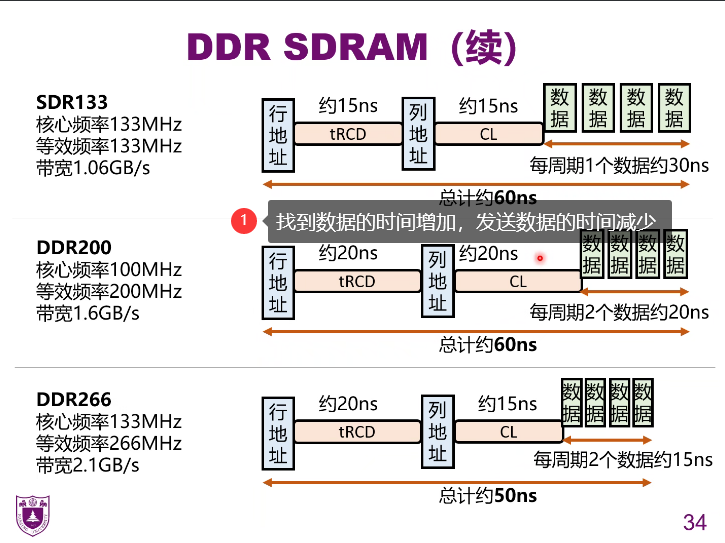 DDR SDRAM（续）
SDR133
核心频率133MHz
等效频率133MHz
带宽1.06GB/s
行地址
约15ns
tRCD
列地址
约15ns
CL
数据
数据
数据
数据
每周期1个数据约30ns
总计约60ns
1
找到数据的时间增加，发送数据的时间减少
DDR200
核心频率100MHz
等效频率200MHz
带宽1.6GB/s
行地址
约20ns
tRCD
列地址
约20ns
CL
数据
数据
数据
数据
每周期2个数据约20ns
总计约60ns
DDR266
核心频率133MHz
等效频率266MHz
带宽2.1GB/s
行地址
约20ns
tRCD
列地址
约15ns
CL
数据
数据
数据
数据
每周期2个数据约15ns
总计约50ns
34